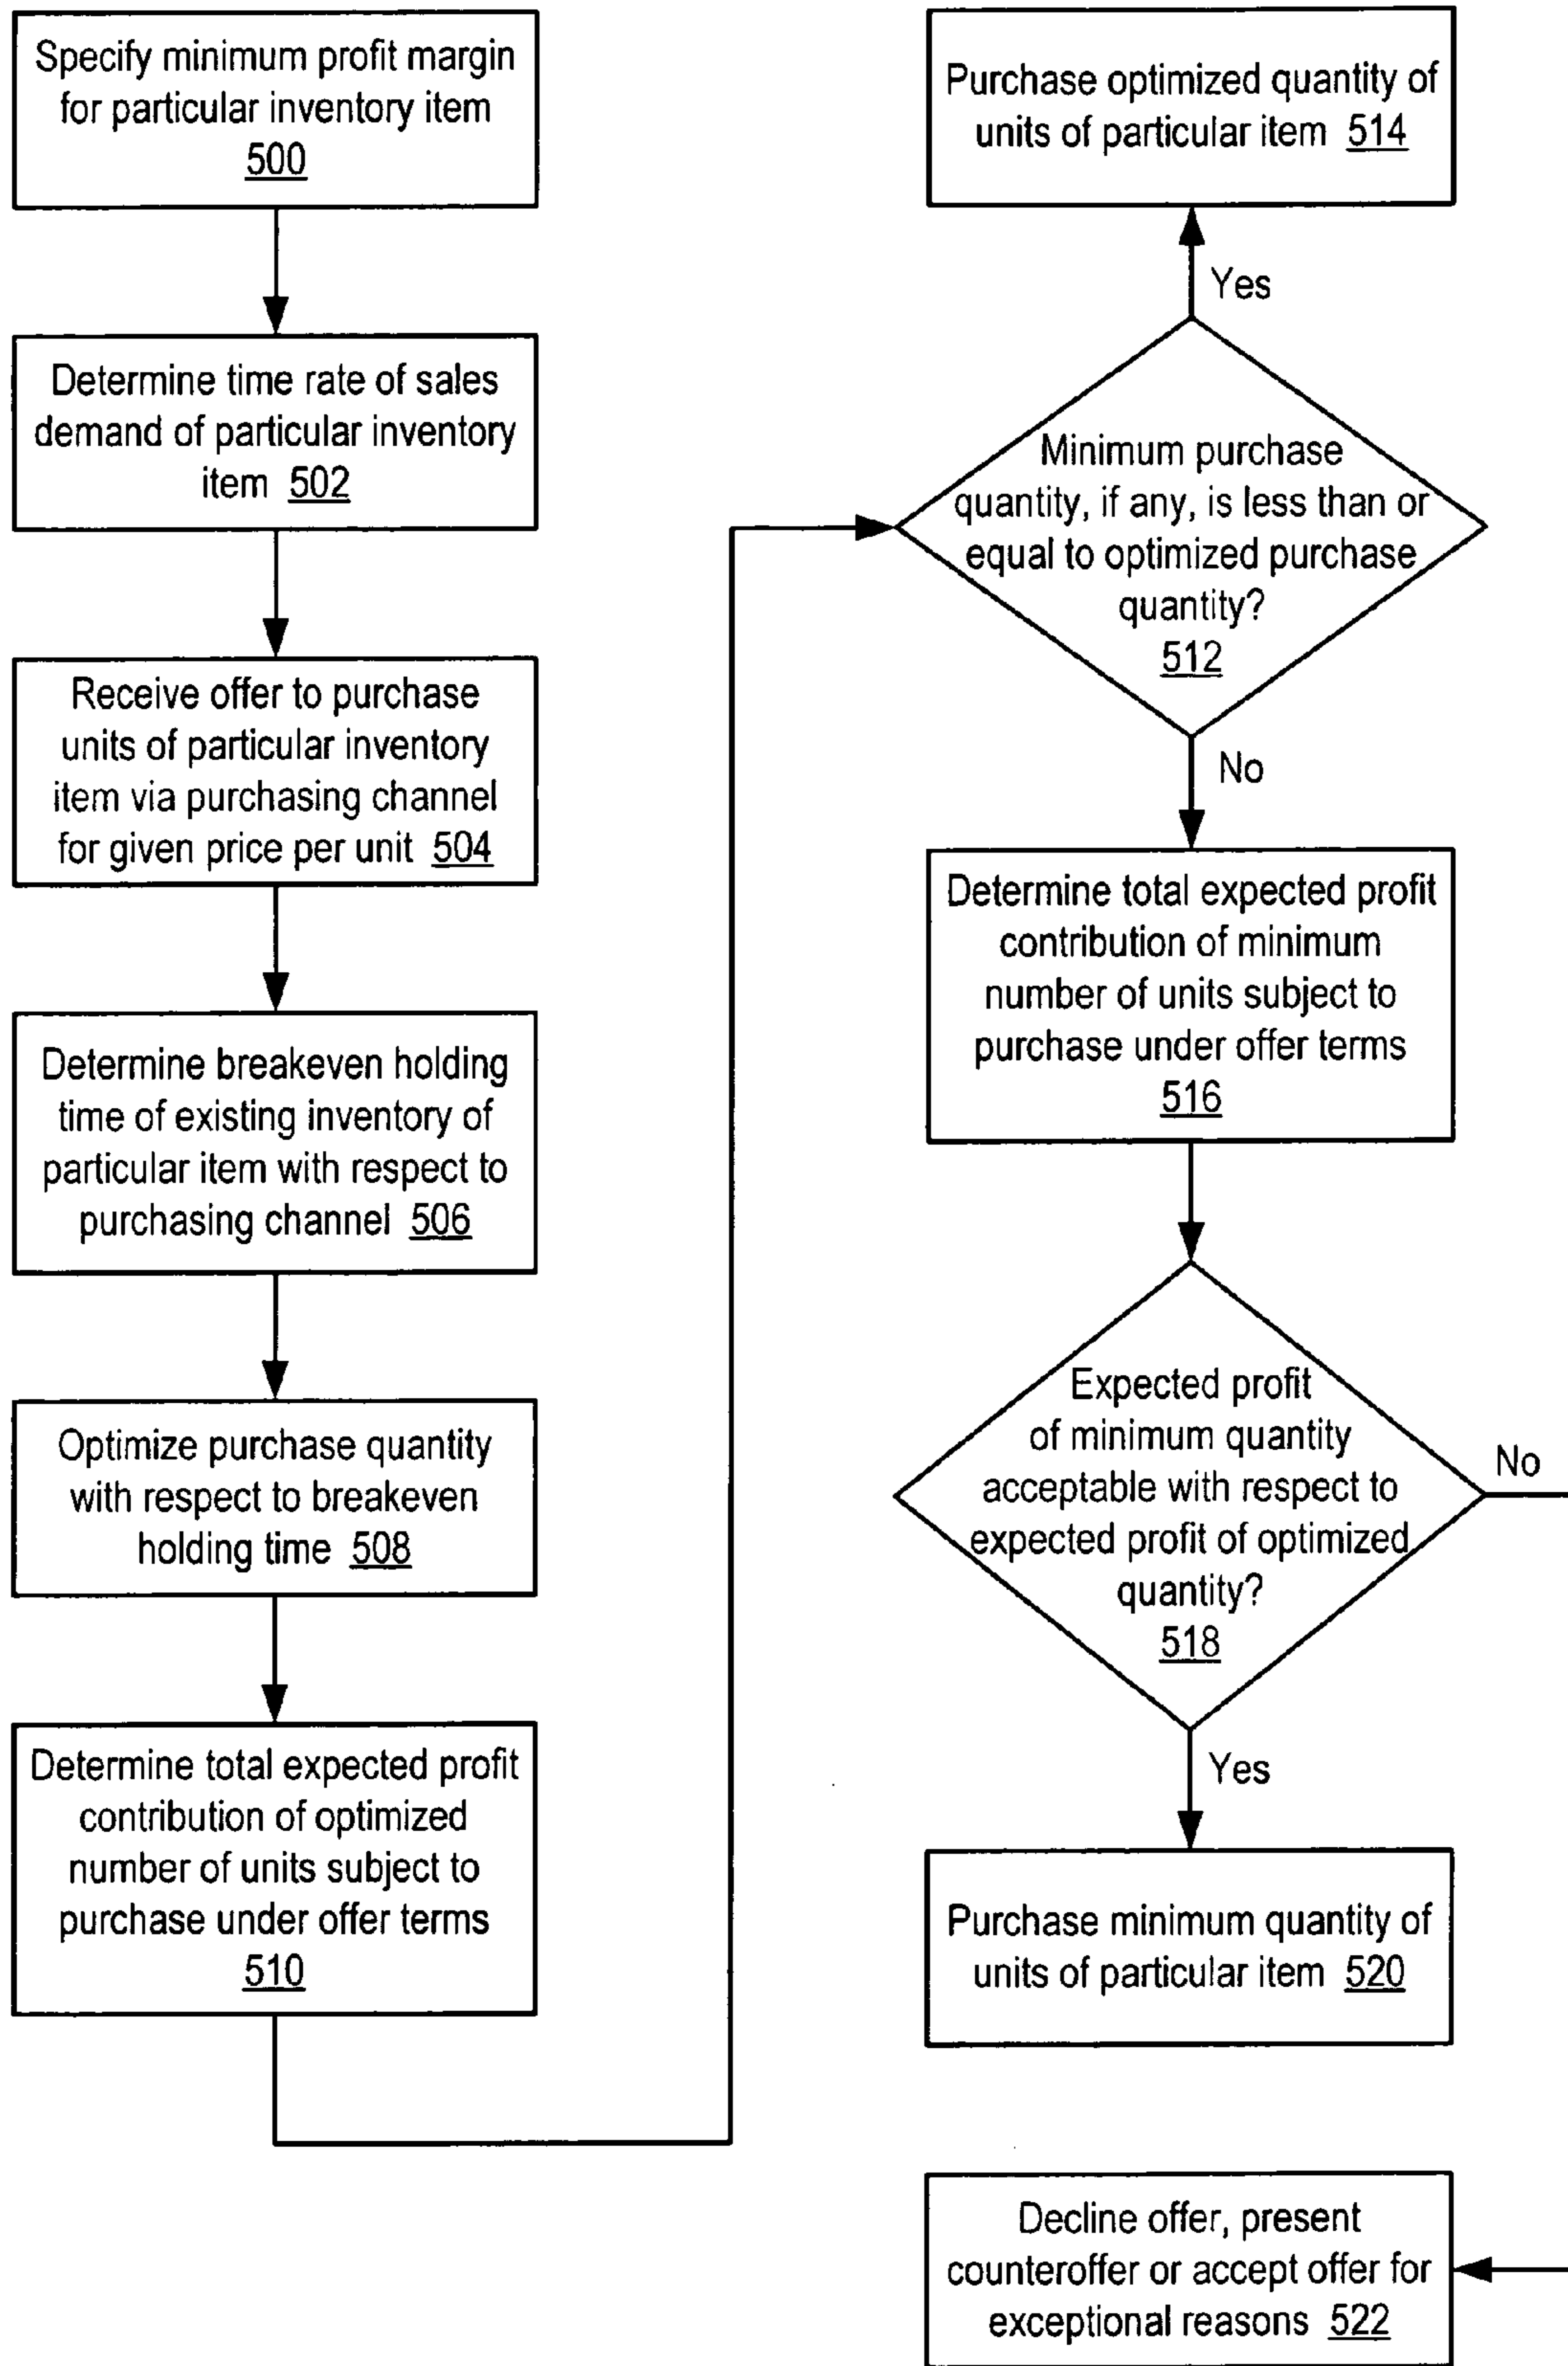 Specify minimum profit margin
for particular inventory item
500
Determine time rate of sales
demand of particular inventory
item 502
Receive offer to purchase
units of particular inventory
item via purchasing channel
for given price per unit 504
Determine breakeven holding
time of existing inventory of
particular item with respect to
purchasing channel 506
Optimize purchase quantity
with respect to breakeven
holding time 508
Determine total expected profit
contribution of optimized
number of units subject to
purchase under offer terms
510
Purchase optimized quantity of
units of particular item 514
Yes
Minimum purchase
quantity, if any, is less than or
equal to optimized purchase
quantity?
512
No
Determine total expected profit
contribution of minimum
number of units subject to
purchase under offer terms
516
Expected profit
of minimum quantity
acceptable with respect to
expected profit of optimized
quantity?
518
No
Yes
Purchase minimum quantity of
units of particular item 520
Decline offer, present
counteroffer or accept offer for
exceptional reasons 522